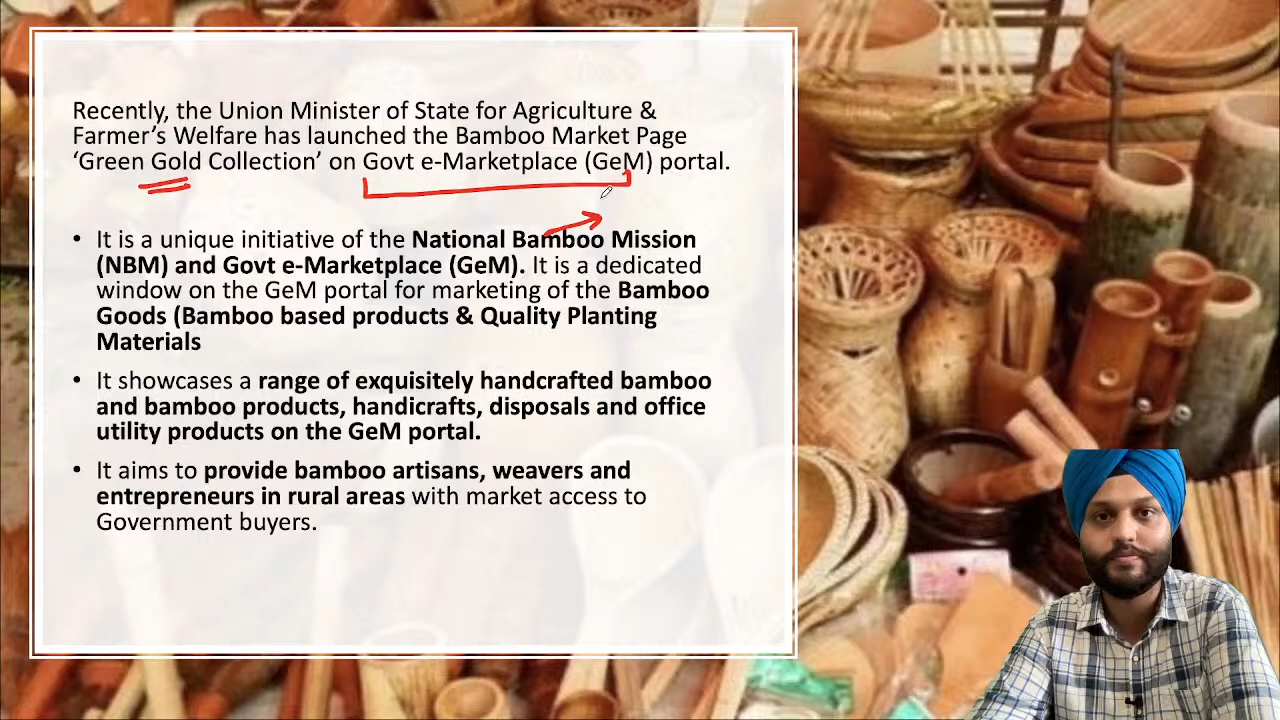 Recently, the Union Minister of State for Agriculture &
Farmer's Welfare has launched the Bamboo Market Page
'Green Gold Collection' on Govt e-Marketplace (GeM) portal.
• It is a unique initiative of the National Bamboo Mission
(NBM) and Govt e-Marketplace (GeM). It is a dedicated
window on the GeM portal for marketing of the Bamboo
Goods (Bamboo based products & Quality Planting
Materials
• It showcases a range of exquisitely handcrafted bamboo
and bamboo products, handicrafts, disposals and office
utility products on the GeM portal.
• It aims to provide bamboo artisans, weavers and
entrepreneurs in rural areas with market access to
Government buyers.